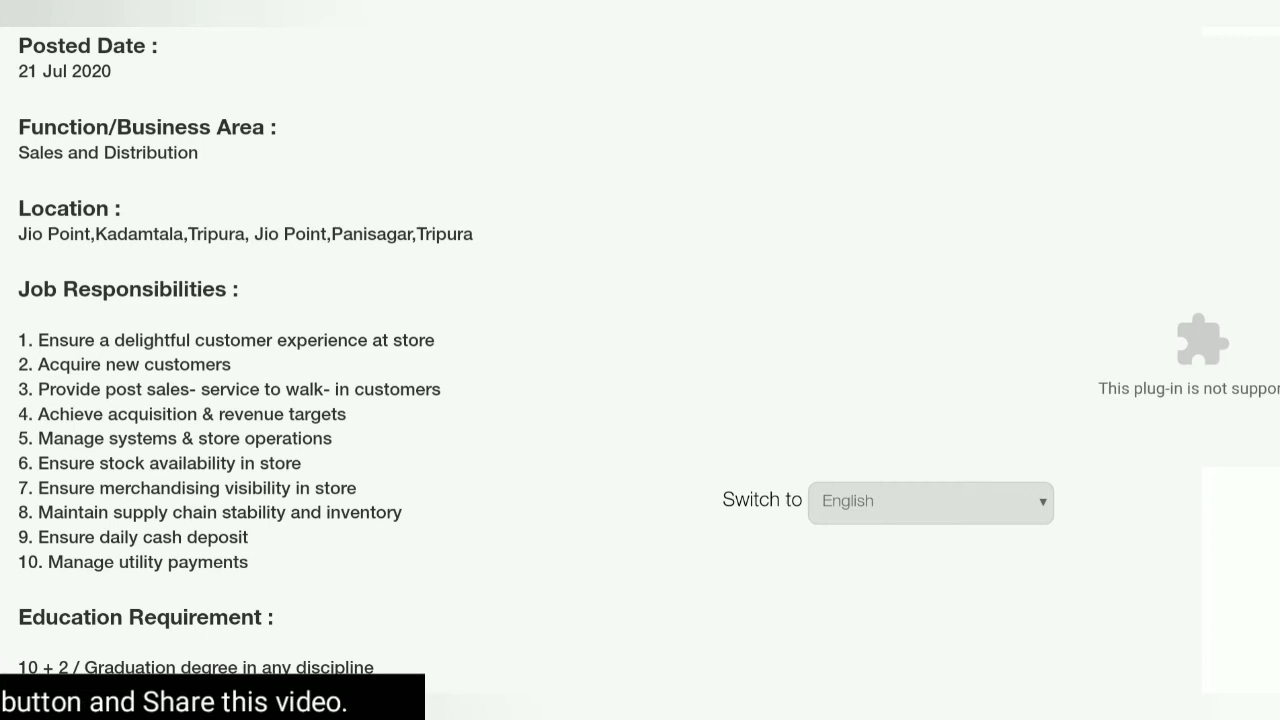 Posted Date :
21 Jul 2020
Function/Business Area :
Sales and Distribution
Location :
Jio Point,Kadamtala,Tripura, Jio Point,Panisagar,Tripura
Job Responsibilities :
1. Ensure a delightful customer experience at store
2. Acquire new customers
3. Provide post sales- service to walk- in customers
4. Achieve acquisition & revenue targets
5. Manage systems & store operations
6. Ensure stock availability in store
7. Ensure merchandising visibility in store
8. Maintain supply chain stability and inventory
9. Ensure daily cash deposit
10. Manage utility payments
Education Requirement :
10 + 2 / Graduation degree in any discipline
This plug-in is not suppor
Switch to English
button and Share this video.